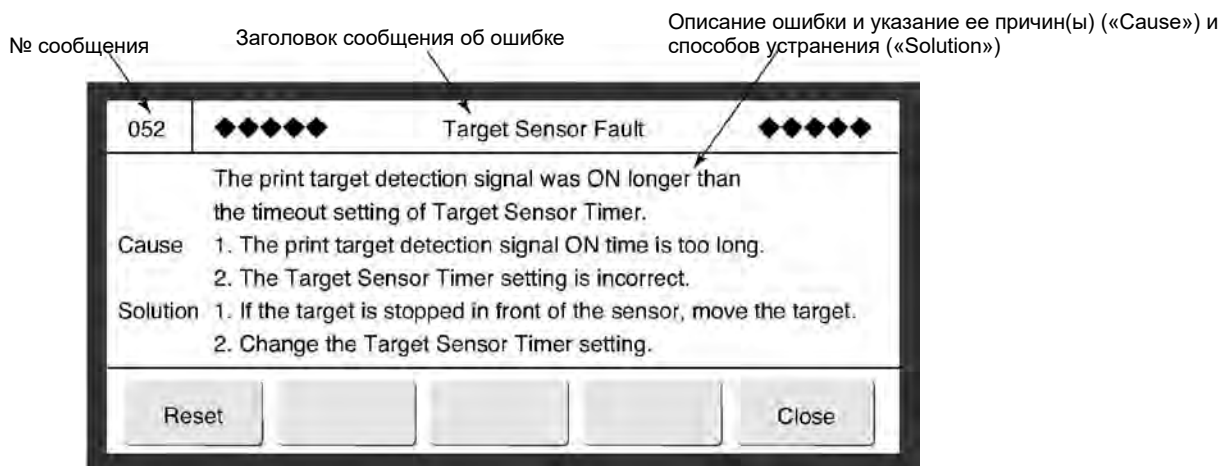 № сообщения
Заголовок сообщения об ошибке
Описание ошибки и указание ее причин(ы) («Cause») и
способов устранения («Solution»)
052 ◆◆◆◆◆ Target Sensor Fault ◆◆◆◆◆
The print target detection signal was ON longer than
the timeout setting of Target Sensor Timer.
Cause 1. The print target detection signal ON time is too long.
2. The Target Sensor Timer setting is incorrect.
Solution 1. If the target is stopped in front of the sensor, move the target.
2. Change the Target Sensor Timer setting.
Reset Close